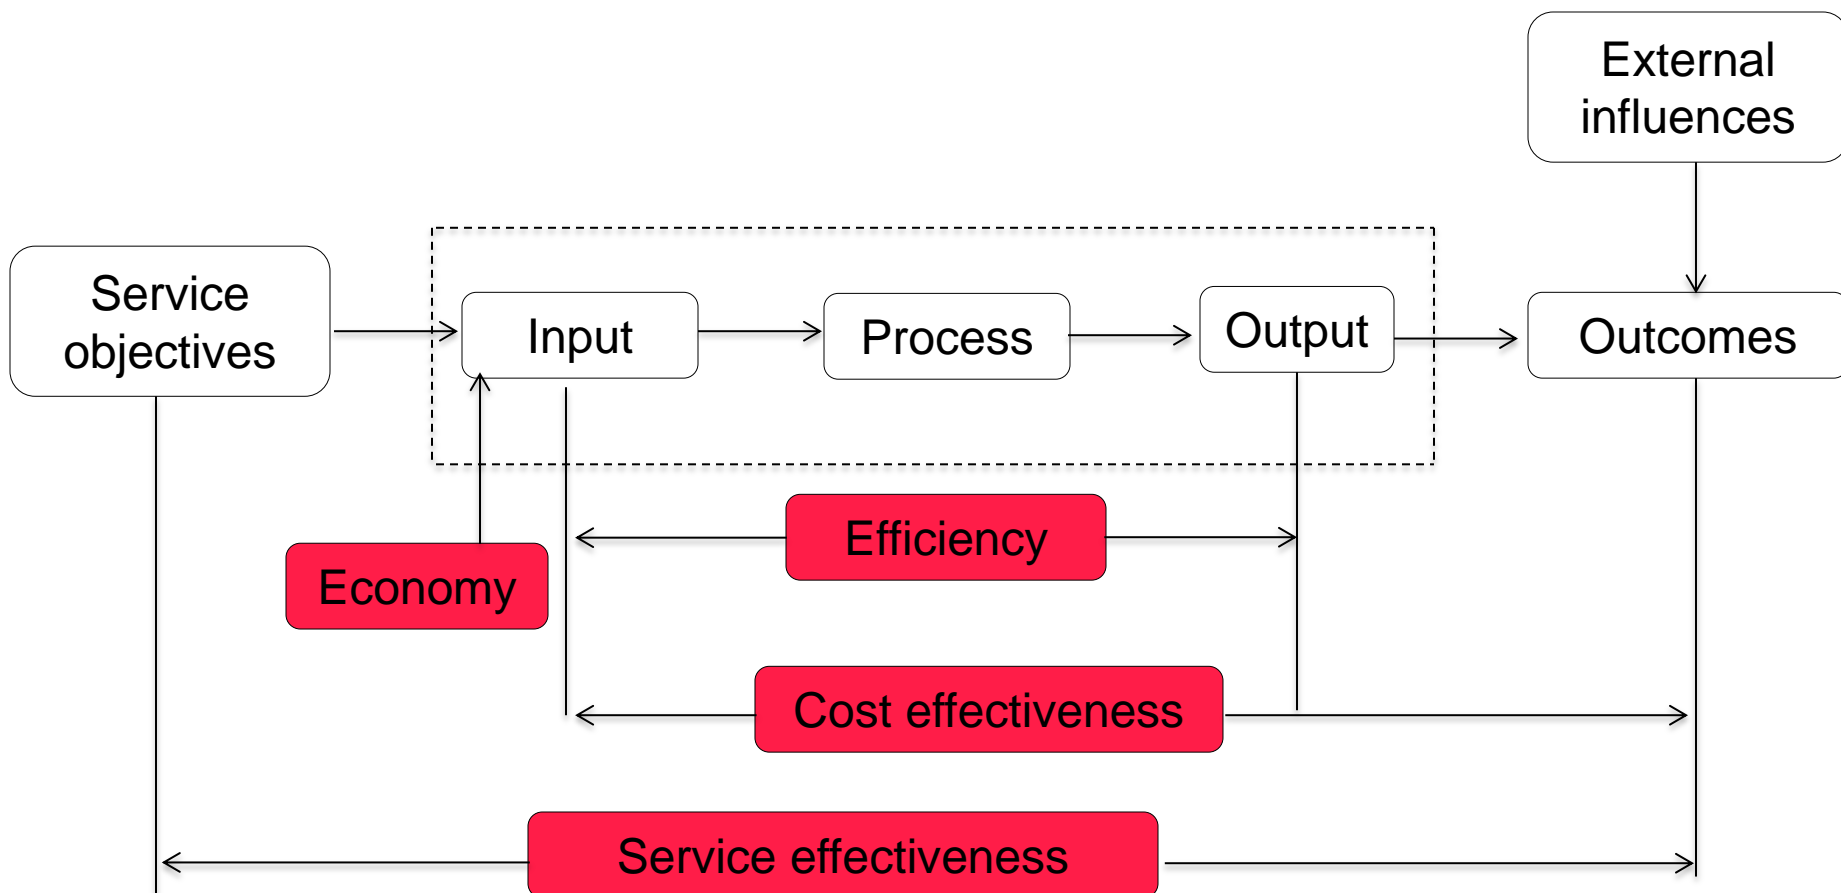 External
influences
Service
objectives
Input
Process
Output
Outcomes
Efficiency
Economy
Cost effectiveness
Service effectiveness